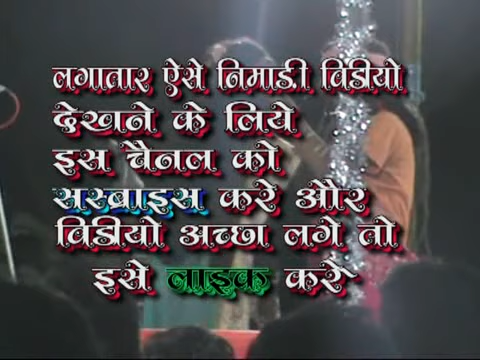 लगातार ऐसे निमाडी विडीयो
देखने के लिये
इस चैनल को
सस्ब्राइस करे और
विडीयो अच्छा लगे तो
इसे लाइक करें